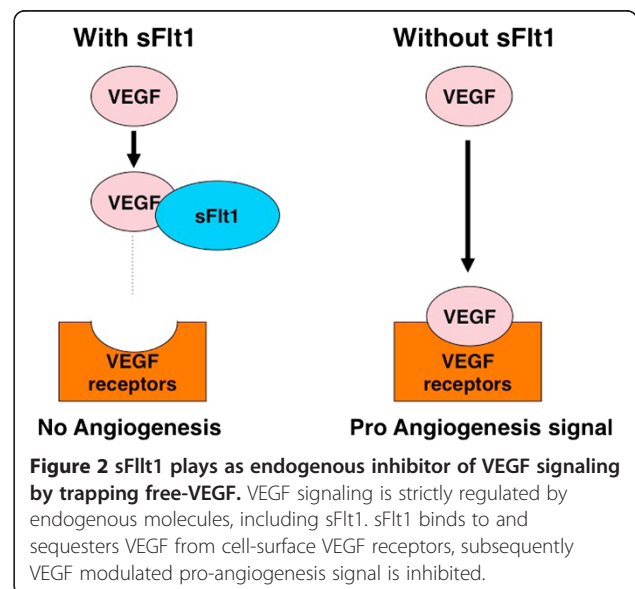 With sFlt1
Without sFlt1
VEGF
VEGF
VEGF
sFlt1
VEGF
VEGF
receptors
VEGF
receptors
No Angiogenesis
Pro Angiogenesis signal
Figure 2 sFllt1 plays as endogenous inhibitor of VEGF signaling
by trapping free-VEGF. VEGF signaling is strictly regulated by
endogenous molecules, including sFlt1. sFlt1 binds to and
sequesters VEGF from cell-surface VEGF receptors, subsequently
VEGF modulated pro-angiogenesis signal is inhibited.